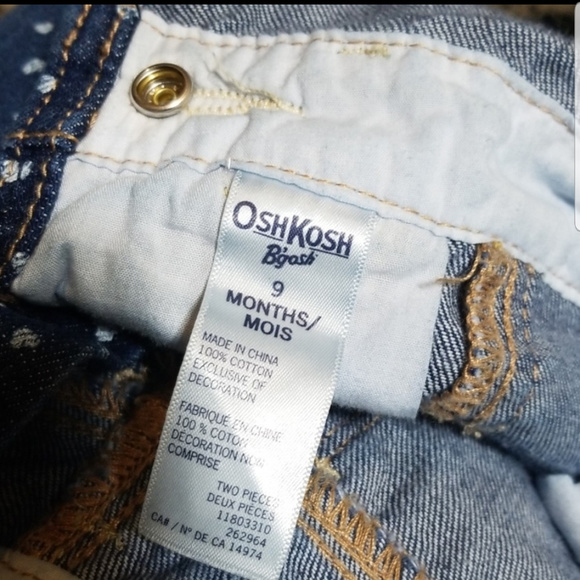 OSHKOSH
B'gosh
9
MONTHS/
MOIS
MADE IN CHINA
100% COTTON
EXCLUSIVE OF
DECORATION
FABRIQUÉ EN CHINE
100 % COTON
DÉCORATION NON
COMPRISE
TWO PIECES
DEUX PIÈCES
11803310
262964
CA# / N° DE CA 14974